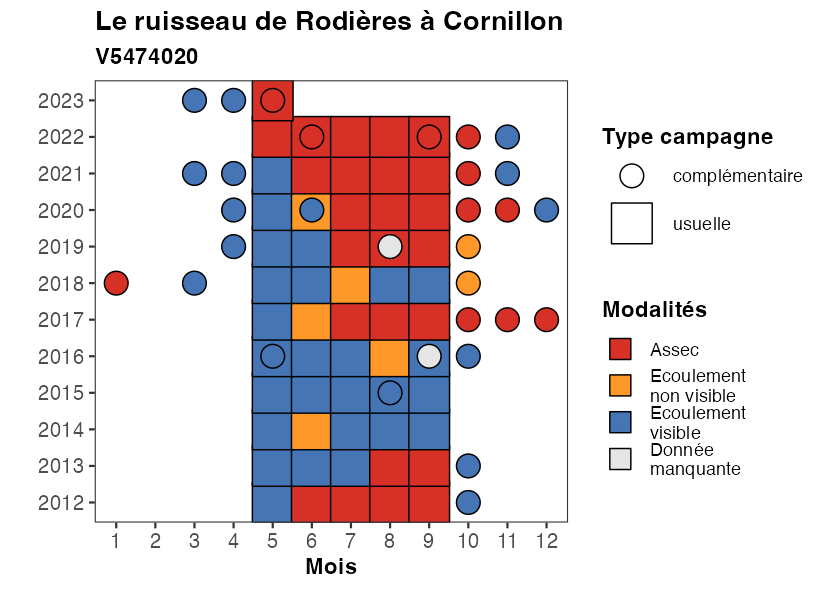 Le ruisseau de Rodières à Cornillon
V5474020
2023
2022
2021
2020
2019
2018
2017
2016
2015
2014
2013
2012
1 2 3 4 5 6 7 8 9 10 11 12
Mois
Type campagne
complémentaire
usuelle
Modalités
Assec
Ecoulement
non visible
Ecoulement
visible
Donnée
manquante